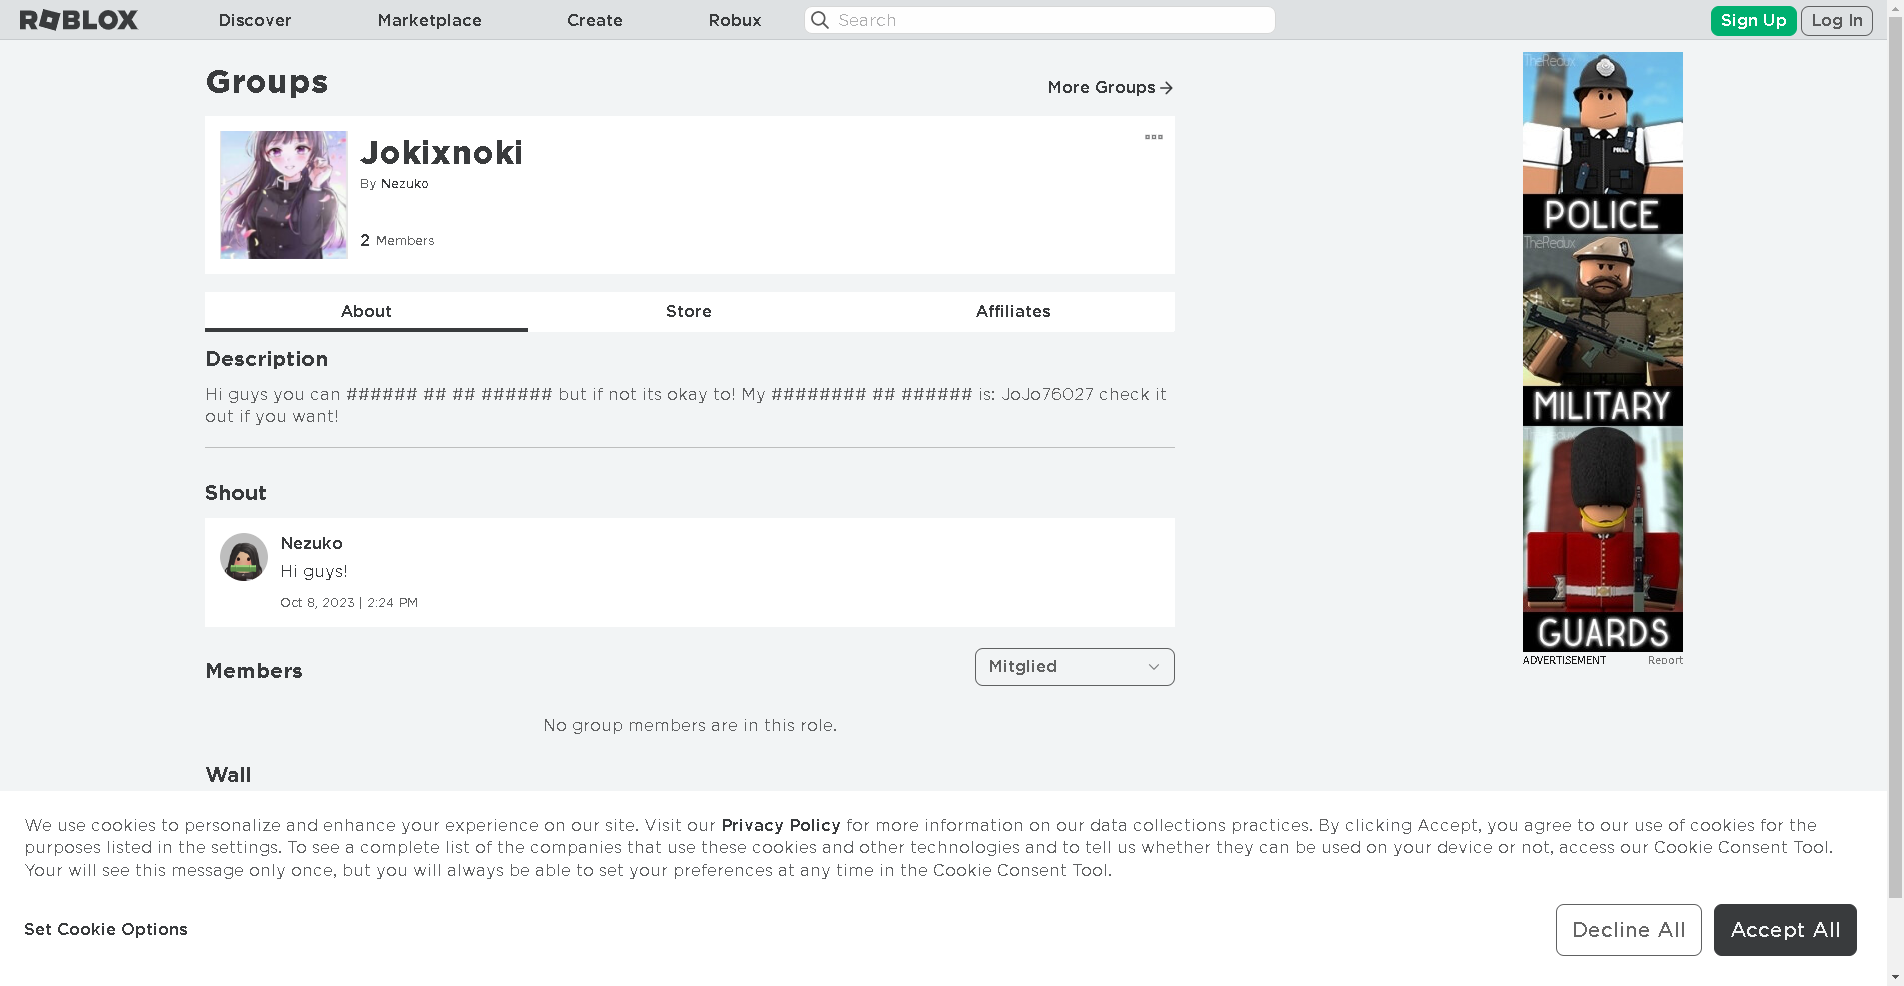 ROBLOX
Discover
Marketplace
Create
Robux
Search
Sign Up
Log In
Groups
More Groups
Jokixnoki
By Nezuko
2 Members
About
Store
Affiliates
Description
Hi guys you can ###### ## ## ###### but if not its okay to! My ######## ## ###### is: JoJo76027 check it
out if you want!
Shout
Nezuko
Hi guys!
Oct 8, 2023 | 2:24 PM
Members
Mitglied
No group members are in this role.
Wall
TheRedux
POLICE
POLICE
TheRedux
MILITARY
TheRedux
GUARDS
ADVERTISEMENT
Report
We use cookies to personalize and enhance your experience on our site. Visit our Privacy Policy for more information on our data collections practices. By clicking Accept, you agree to our use of cookies for the
purposes listed in the settings. To see a complete list of the companies that use these cookies and other technologies and to tell us whether they can be used on your device or not, access our Cookie Consent Tool.
Your will see this message only once, but you will always be able to set your preferences at any time in the Cookie Consent Tool.
Set Cookie Options
Decline All
Accept All